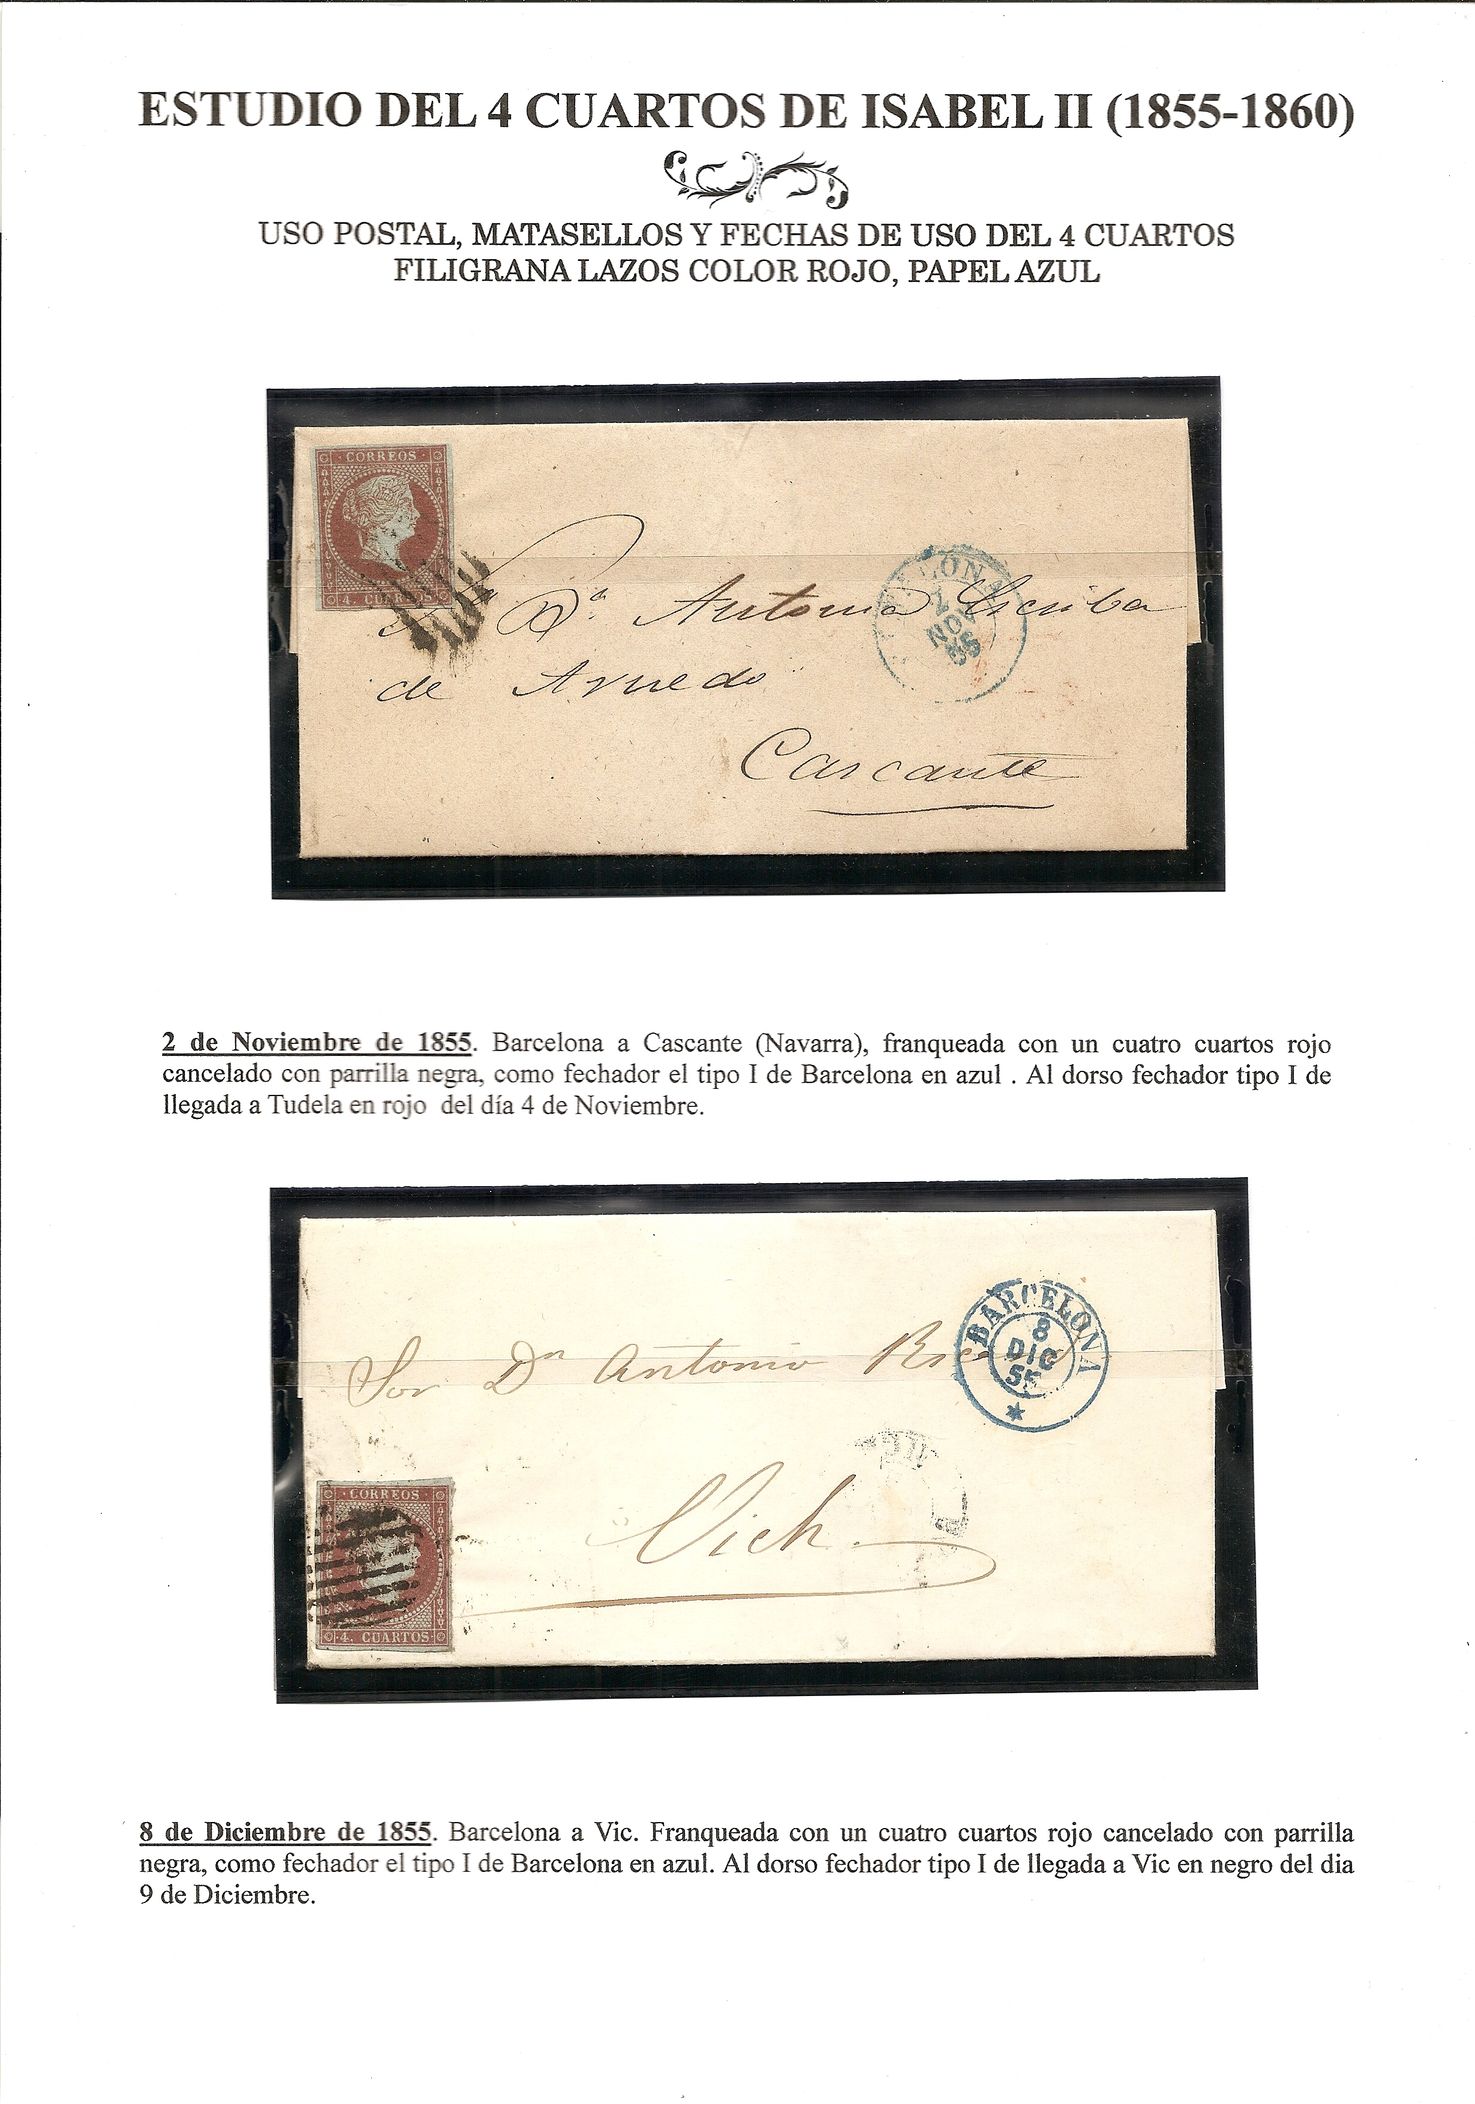 ESTUDIO DEL 4 CUARTOS DE ISABEL II (1855-1860)
USO POSTAL, MATASELLOS Y FECHAS DE USO DEL 4 CUARTOS
FILIGRANA LAZOS COLOR ROJO, PAPEL AZUL
CORREOS
4. CUARTOS
NOV
Dª Antonia Escriba
de Arnedo
Cascante
2 de Noviembre de 1855. Barcelona a Cascante (Navarra), franqueada con un cuatro cuartos rojo
cancelado con parrilla negra, como fechador el tipo I de Barcelona en azul . Al dorso fechador tipo I de
llegada a Tudela en rojo del día 4 de Noviembre.
BARCELONA
8
DIC
55
Sor Dn Antonio
Vich
CORREOS
4. CUARTOS
8 de Diciembre de 1855. Barcelona a Vic. Franqueada con un cuatro cuartos rojo cancelado con parrilla
negra, como fechador el tipo I de Barcelona en azul. Al dorso fechador tipo I de llegada a Vic en negro del dia
9 de Diciembre.